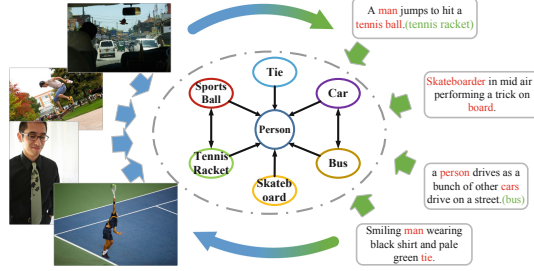 A man jumps to hit a
tennis ball.(tennis racket)
Skateboarder in mid air
performing a trick on
board.
a person drives as a
bunch of other cars
drive on a street.(bus)
Smiling man wearing
black shirt and pale
green tie.
Tie
Sports
Ball
Car
Person
Tennis
Racket
Bus
Skateb
oard